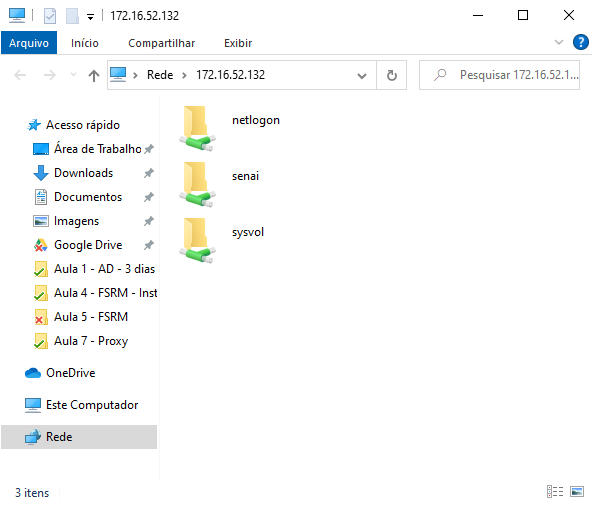 172.16.52.132
Arquivo Início Compartilhar Exibir
Rede 172.16.52.132
Pesquisar 172.16.52.1...
Acesso rápido
Área de Trabalho
Downloads
Documentos
Imagens
Google Drive
Aula 1 - AD - 3 dias
Aula 4 - FSRM - Inst
Aula 5 - FSRM
Aula 7 - Proxy
OneDrive
Este Computador
Rede
netlogon
senai
sysvol
3 itens